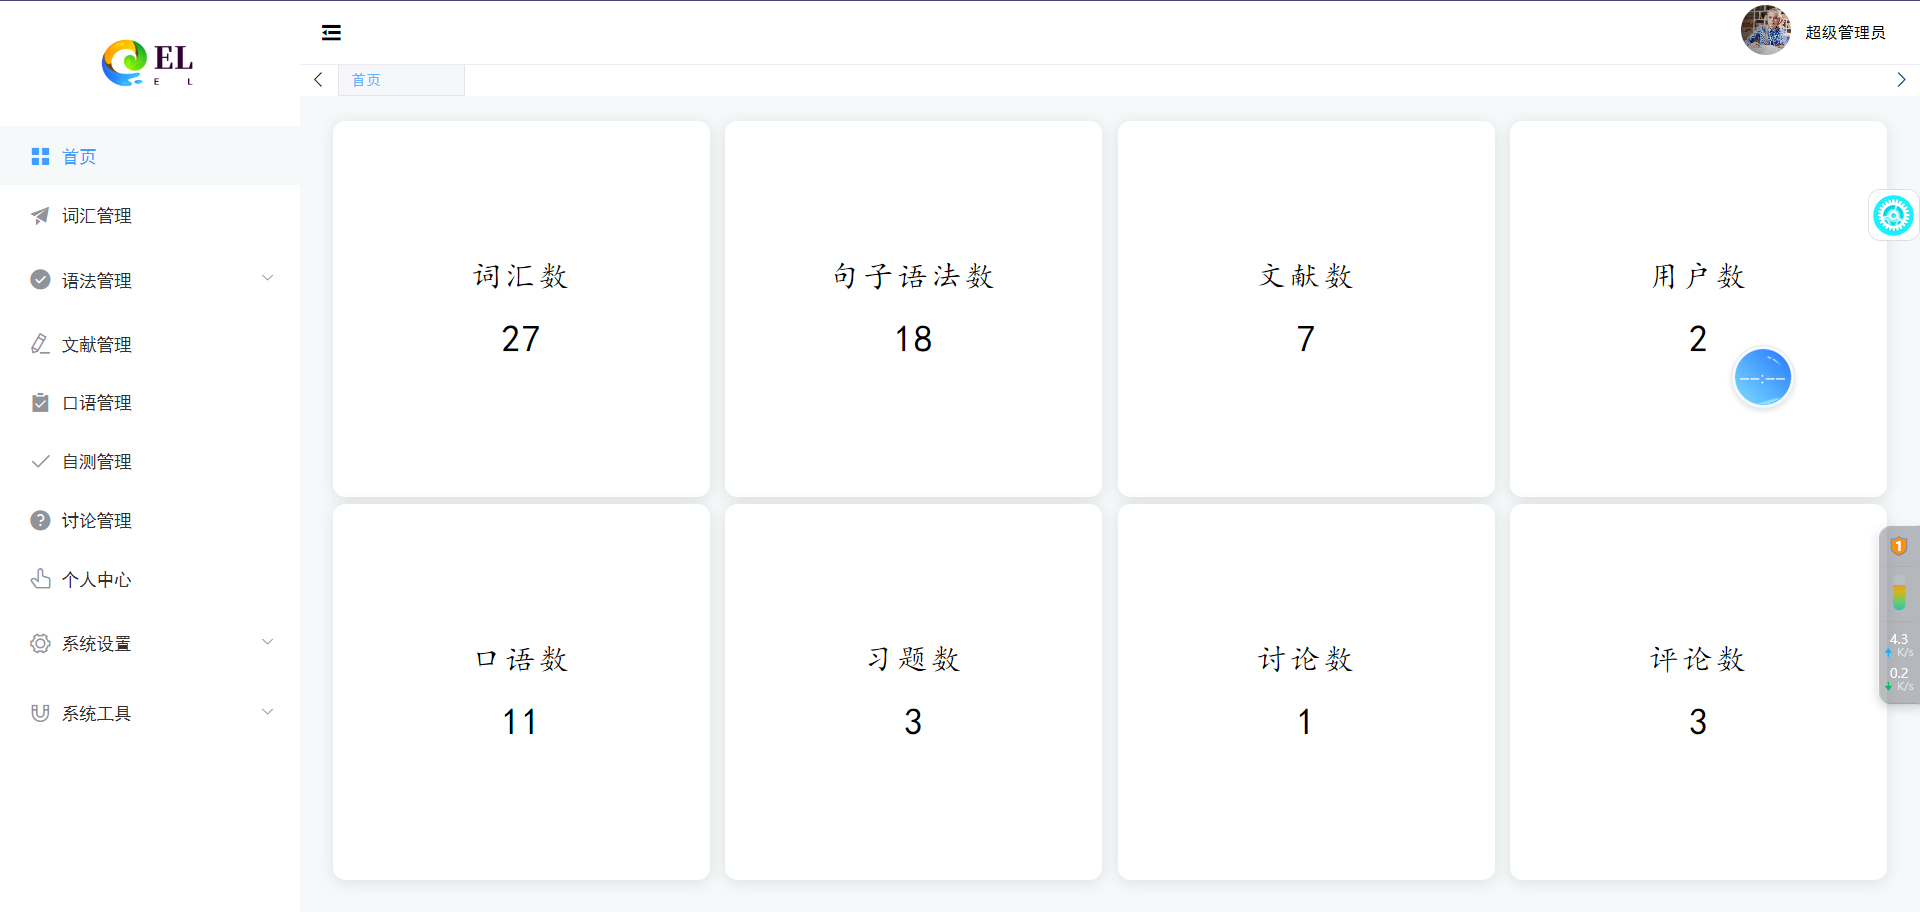 EL
E L
超级管理员
首页
首页
词汇管理
语法管理
文献管理
口语管理
自测管理
讨论管理
个人中心
系统设置
系统工具
词汇数
27
句子语法数
18
文献数
7
用户数
2
--:--
口语数
11
习题数
3
讨论数
1
评论数
3
1
4.3
K/s
0.2
K/s